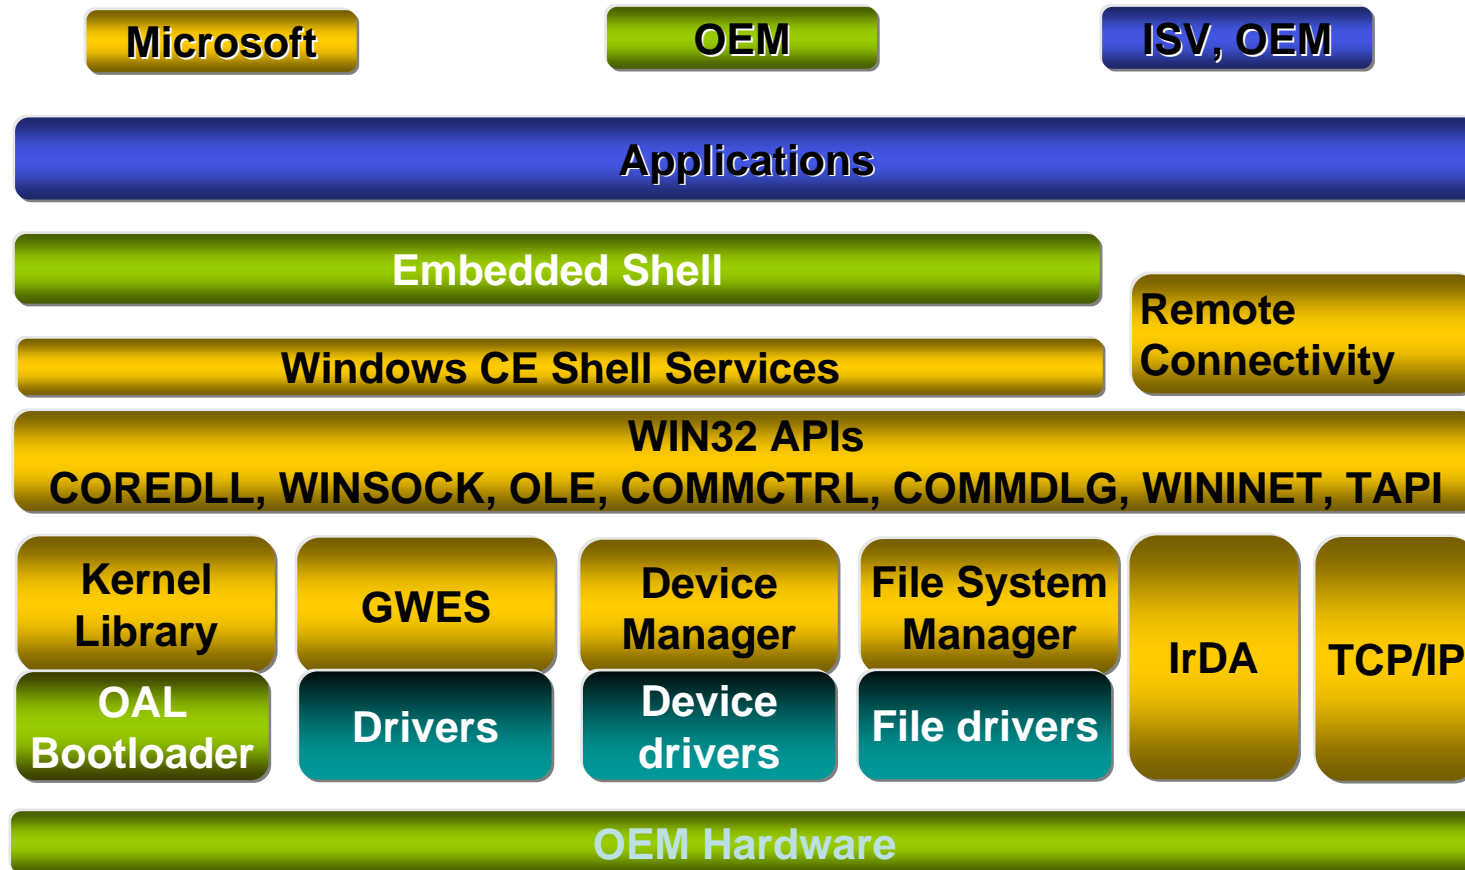 Microsoft
OEM
ISV, OEM
Applications
Embedded Shell
Remote
Connectivity
Windows CE Shell Services
WIN32 APIs
COREDLL, WINSOCK, OLE, COMMCTRL, COMMDLG, WININET, TAPI
Kernel
Library
GWES
Device
Manager
File System
Manager
IrDA
TCP/IP
OAL
Bootloader
Drivers
Device
drivers
File drivers
OEM Hardware